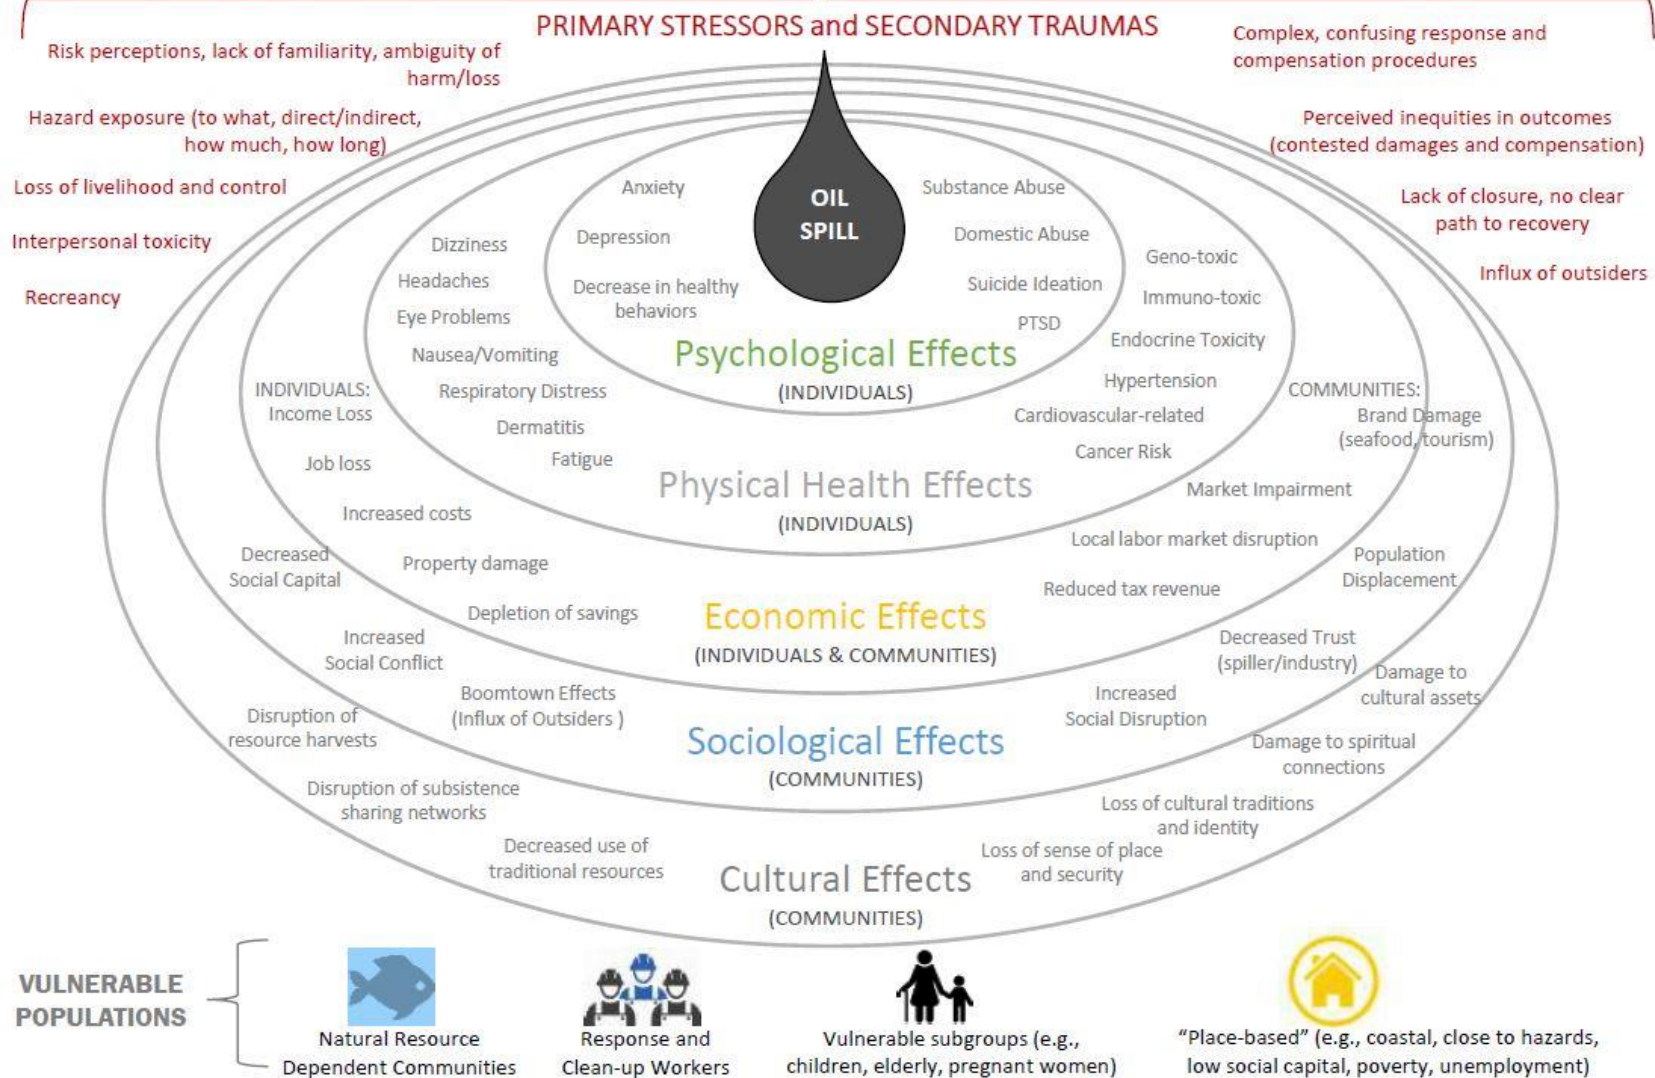 PRIMARY STRESSORS and SECONDARY TRAUMAS
Risk perceptions, lack of familiarity, ambiguity of
harm/loss
Hazard exposure (to what, direct/indirect,
how much, how long)
Loss of livelihood and control
Interpersonal toxicity
Recreancy
Complex, confusing response and
compensation procedures
Perceived inequities in outcomes
(contested damages and compensation)
Lack of closure, no clear
path to recovery
Influx of outsiders
OIL
SPILL
Anxiety
Depression
Decrease in healthy
behaviors
Substance Abuse
Domestic Abuse
Suicide Ideation
PTSD
Psychological Effects
(INDIVIDUALS)
Dizziness
Headaches
Eye Problems
Nausea/Vomiting
Respiratory Distress
Dermatitis
Fatigue
Geno-toxic
Immuno-toxic
Endocrine Toxicity
Hypertension
Cardiovascular-related
Cancer Risk
Physical Health Effects
(INDIVIDUALS)
INDIVIDUALS:
Income Loss
Job loss
Increased costs
Property damage
Depletion of savings
COMMUNITIES:
Brand Damage
(seafood/tourism)
Market Impairment
Local labor market disruption
Reduced tax revenue
Economic Effects
(INDIVIDUALS & COMMUNITIES)
Decreased
Social Capital
Increased
Social Conflict
Boomtown Effects
(Influx of Outsiders )
Population
Displacement
Decreased Trust
(spiller/industry)
Increased
Social Disruption
Sociological Effects
(COMMUNITIES)
Disruption of
resource harvests
Disruption of subsistence
sharing networks
Decreased use of
traditional resources
Damage to
cultural assets
Damage to spiritual
connections
Loss of cultural traditions
and identity
Loss of sense of place
and security
Cultural Effects
(COMMUNITIES)
VULNERABLE
POPULATIONS
Natural Resource
Dependent Communities
Response and
Clean-up Workers
Vulnerable subgroups (e.g.,
children, elderly, pregnant women)
“Place-based” (e.g., coastal, close to hazards,
low social capital, poverty, unemployment)